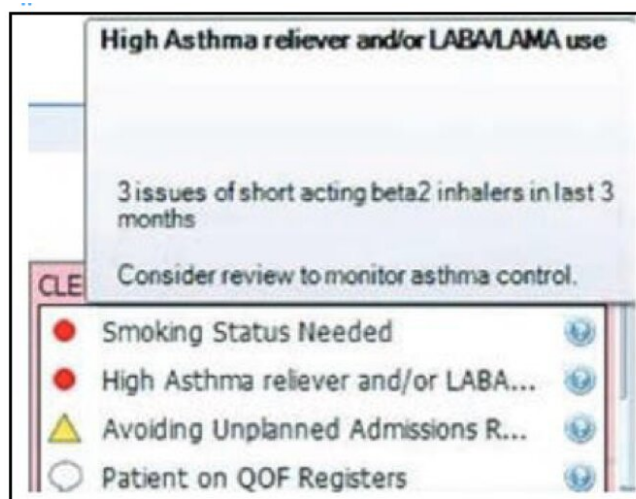 High Asthma reliever and/or LABA/LAMA use
3 issues of short acting beta2 inhalers in last 3
months
Consider review to monitor asthma control.
CLE
Smoking Status Needed
High Asthma reliever and/or LABA...
Avoiding Unplanned Admissions R...
Patient on QOF Registers